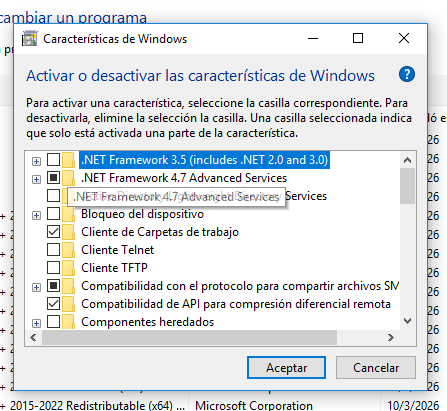 cambiar un programa
Características de Windows
Activar o desactivar las características de Windows
Para activar una característica, seleccione la casilla correspondiente. Para
desactivarla, elimine la selección la casilla. Una casilla seleccionada indica
que solo está activada una parte de la característica.
.NET Framework 3.5 (includes .NET 2.0 and 3.0)
.NET Framework 4.7 Advanced Services
.NET Framework 4.7 Advanced Services
Services
Bloqueo del dispositivo
Cliente de Carpetas de trabajo
Cliente Telnet
Cliente TFTP
Compatibilidad con el protocolo para compartir archivos SM
Compatibilidad de API para compresión diferencial remota
Componentes heredados
Aceptar
Cancelar
+ 2015-2022 Redistributable (x64) ...
Microsoft Corporation
10/3/2026